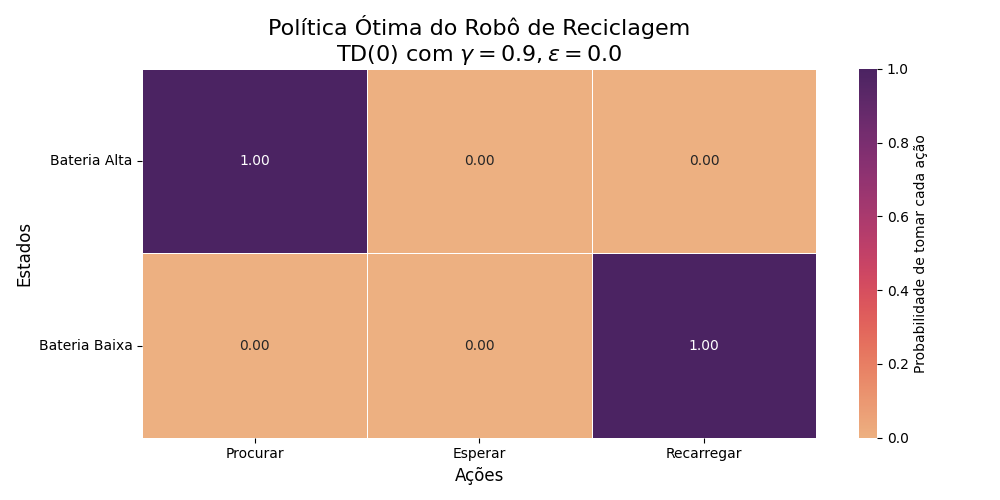 Política Ótima do Robô de Reciclagem
TD(0) com γ = 0.9, ε = 0.0
Estados
Bateria Alta
1.00
0.00
0.00
Bateria Baixa
0.00
0.00
1.00
Procurar
Esperar
Recarregar
Ações
1.0
0.8
0.6
0.4
0.2
0.0
Probabilidade de tomar cada ação